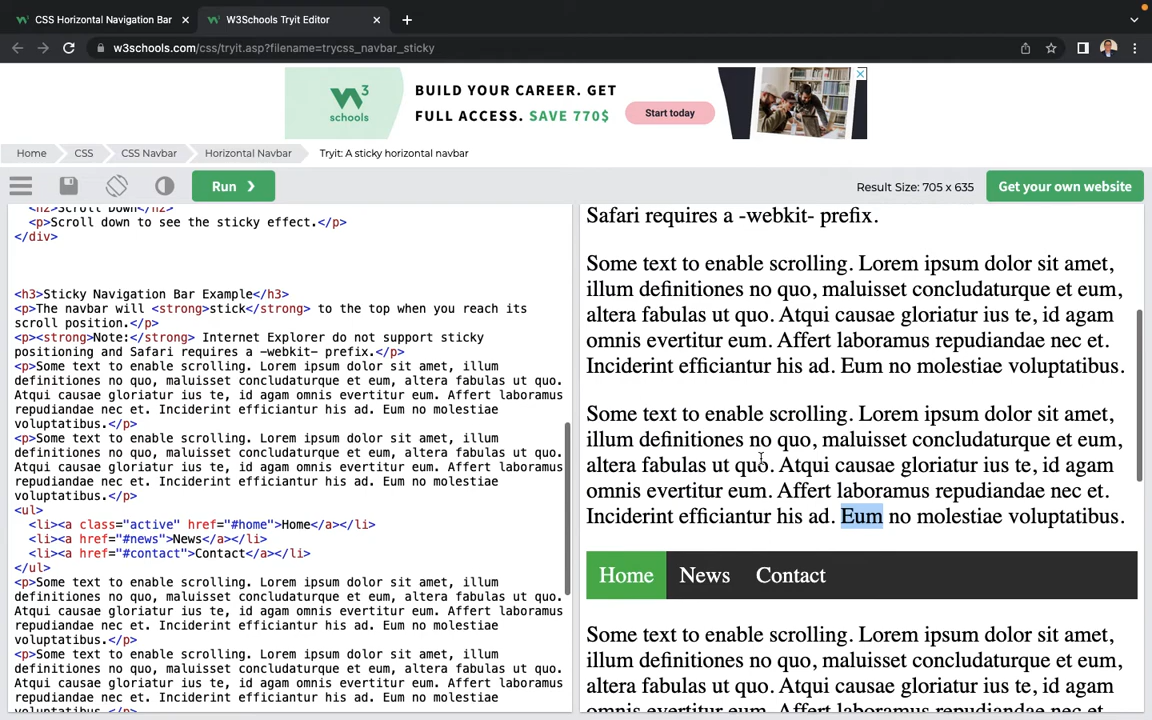 CSS Horizontal Navigation Bar
W3Schools Tryit Editor
w3schools.com/css/tryit.asp?filename=trycss_navbar_sticky
w3
schools
BUILD YOUR CAREER. GET
FULL ACCESS. SAVE 770$
Start today
Home
CSS
CSS Navbar
Horizontal Navbar
Tryit: A sticky horizontal navbar
Run ❯
Result Size: 705 x 635
Get your own website
<h2>Scroll Down</h2>
<p>Scroll down to see the sticky effect.</p>
</div>
<h3>Sticky Navigation Bar Example</h3>
<p>The navbar will <strong>stick</strong> to the top when you reach its
scroll position.</p>
<p><strong>Note:</strong> Internet Explorer do not support sticky
positioning and Safari requires a -webkit- prefix.</p>
<p>Some text to enable scrolling. Lorem ipsum dolor sit amet, illum
definitiones no quo, maluisset concludaturque et eum, altera fabulas ut quo.
Atqui causae gloriatur ius te, id agam omnis evertitur eum. Affert laboramus
repudiandae nec et. Inciderint efficiantur his ad. Eum no molestiae
voluptatibus.</p>
<p>Some text to enable scrolling. Lorem ipsum dolor sit amet, illum
definitiones no quo, maluisset concludaturque et eum, altera fabulas ut quo.
Atqui causae gloriatur ius te, id agam omnis evertitur eum. Affert laboramus
repudiandae nec et. Inciderint efficiantur his ad. Eum no molestiae
voluptatibus.</p>
<ul>
<li><a class="active" href="#home">Home</a></li>
<li><a href="#news">News</a></li>
<li><a href="#contact">Contact</a></li>
</ul>
<p>Some text to enable scrolling. Lorem ipsum dolor sit amet, illum
definitiones no quo, maluisset concludaturque et eum, altera fabulas ut quo.
Atqui causae gloriatur ius te, id agam omnis evertitur eum. Affert laboramus
repudiandae nec et. Inciderint efficiantur his ad. Eum no molestiae
voluptatibus.</p>
<p>Some text to enable scrolling. Lorem ipsum dolor sit amet, illum
definitiones no quo, maluisset concludaturque et eum, altera fabulas ut quo.
Atqui causae gloriatur ius te, id agam omnis evertitur eum. Affert laboramus
repudiandae nec et. Inciderint efficiantur his ad. Eum no molestiae
voluptatibus.</p>
Safari requires a -webkit- prefix.
Some text to enable scrolling. Lorem ipsum dolor sit amet,
illum definitiones no quo, maluisset concludaturque et eum,
altera fabulas ut quo. Atqui causae gloriatur ius te, id agam
omnis evertitur eum. Affert laboramus repudiandae nec et.
Inciderint efficiantur his ad. Eum no molestiae voluptatibus.
Some text to enable scrolling. Lorem ipsum dolor sit amet,
illum definitiones no quo, maluisset concludaturque et eum,
altera fabulas ut quo. Atqui causae gloriatur ius te, id agam
omnis evertitur eum. Affert laboramus repudiandae nec et.
Inciderint efficiantur his ad. Eum no molestiae voluptatibus.
Home News Contact
Some text to enable scrolling. Lorem ipsum dolor sit amet,
illum definitiones no quo, maluisset concludaturque et eum,
altera fabulas ut quo. Atqui causae gloriatur ius te, id agam
omnis evertitur eum. Affert laboramus repudiandae nec et.